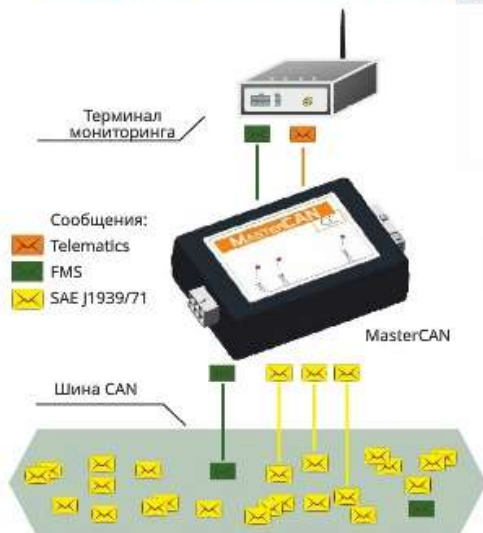 Терминал
мониторинга
Сообщения:
Telematics
FMS
SAE J1939/71
MASTERCAN
MasterCAN
Шина CAN